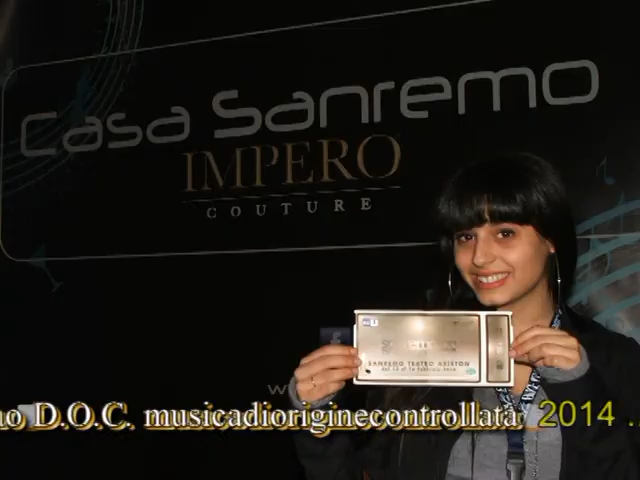 Casa Sanremo
IMPERO
COUTURE
SANREMO TEATRO ARISTON
no D.O.C. musicadioriginecontrollata 2014 ..